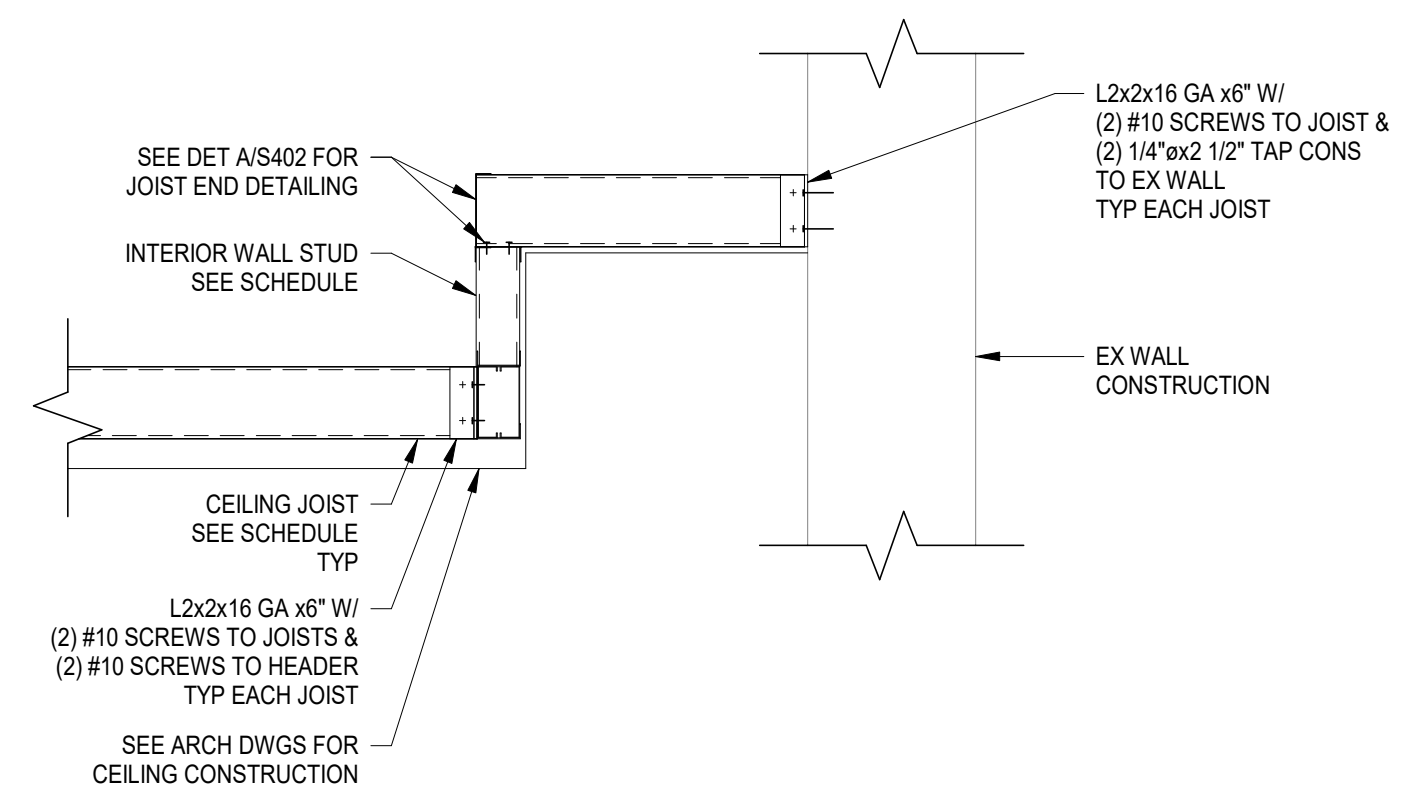 SEE DET A/S402 FOR
JOIST END DETAILING
INTERIOR WALL STUD
SEE SCHEDULE
CEILING JOIST
SEE SCHEDULE
TYP
L2x2x16 GA x6" W/
(2) #10 SCREWS TO JOISTS &
(2) #10 SCREWS TO HEADER
TYP EACH JOIST
SEE ARCH DWGS FOR
CEILING CONSTRUCTION
L2x2x16 GA x6" W/
(2) #10 SCREWS TO JOIST &
(2) 1/4"øx2 1/2" TAP CONS
TO EX WALL
TYP EACH JOIST
EX WALL
CONSTRUCTION